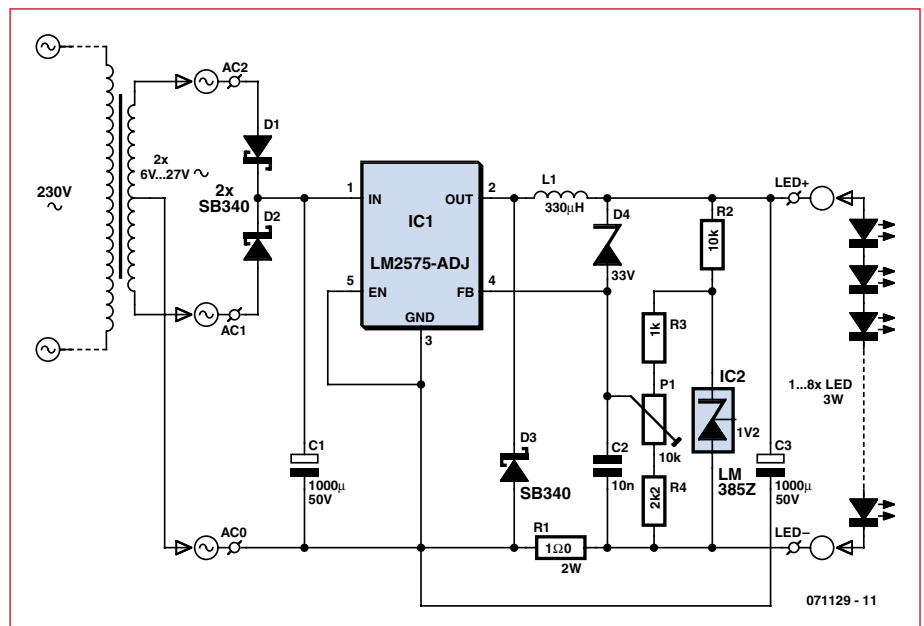 AC2
D1
2x
6V...27V
230V
2x
SB340
D2
AC1
1
IN
OUT
2
IC1
LM2575-ADJ
5
EN
FB
4
GND
3
L1
330µH
D4
33V
R2
10k
LED+
R3
1k
P1
10k
IC2
1V2
LM
385Z
1...8x LED
3W
C1
1000µ
50V
D3
SB340
C2
10n
R4
2k2
C3
1000µ
50V
AC0
R1
1Ω0
2W
LED–
071129 - 11